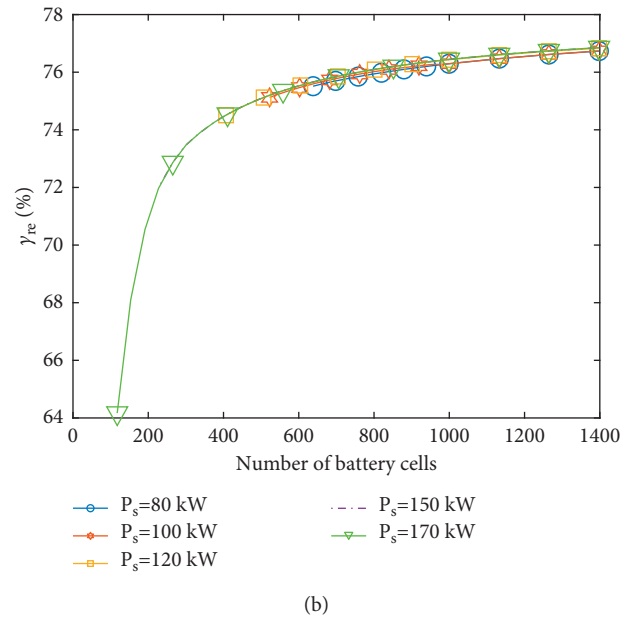 78
76
74
72
70
68
66
64
γre (%)
0 200 400 600 800 1000 1200 1400
Number of battery cells
Ps=80 kW
Ps=100 kW
Ps=120 kW
Ps=150 kW
Ps=170 kW
(b)